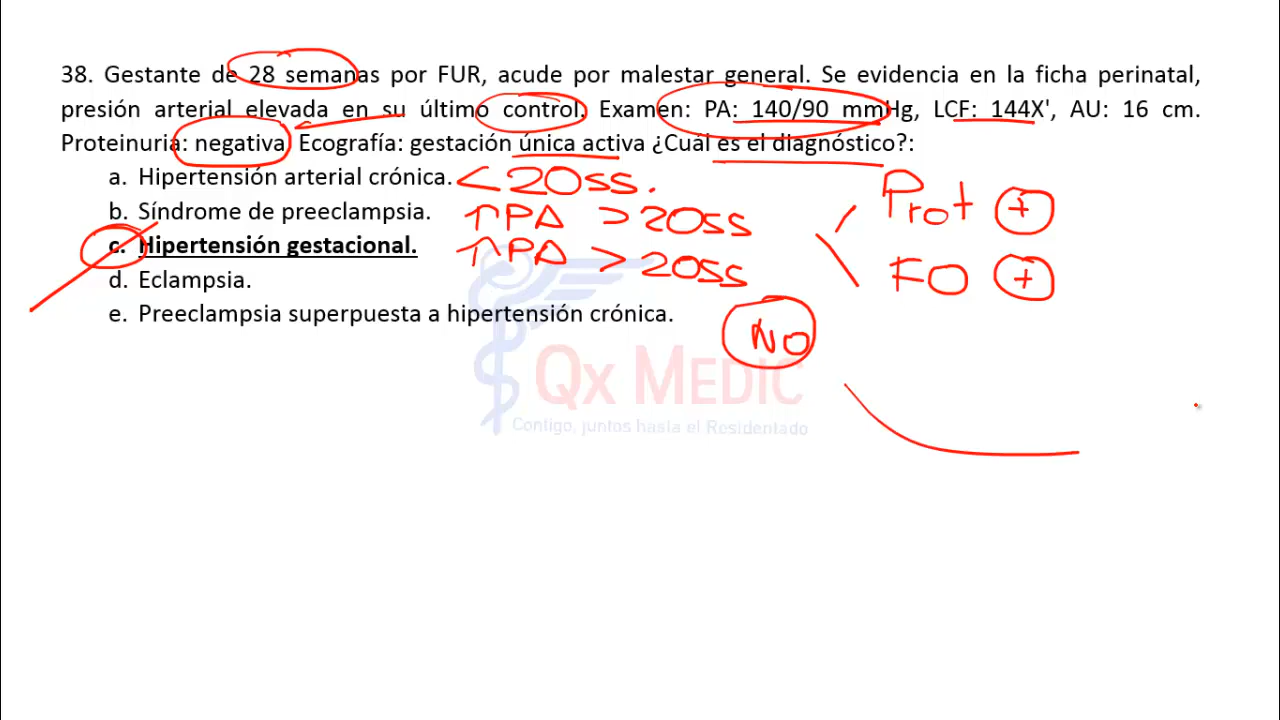 38. Gestante de 28 semanas por FUR, acude por malestar general. Se evidencia en la ficha perinatal,
presión arterial elevada en su último control. Examen: PA: 140/90 mmHg, LCF: 144X', AU: 16 cm.
Proteinuria: negativa. Ecografía: gestación única activa ¿Cuál es el diagnóstico?:
a. Hipertensión arterial crónica. < 20ss.
b. Síndrome de preeclampsia. ↑PA > 20ss Prot +
c. Hipertensión gestacional. ↑PA > 20ss FO +
d. Eclampsia.
e. Preeclampsia superpuesta a hipertensión crónica. NO
Qx MEDIC
Contigo, juntos hasta el Residentado